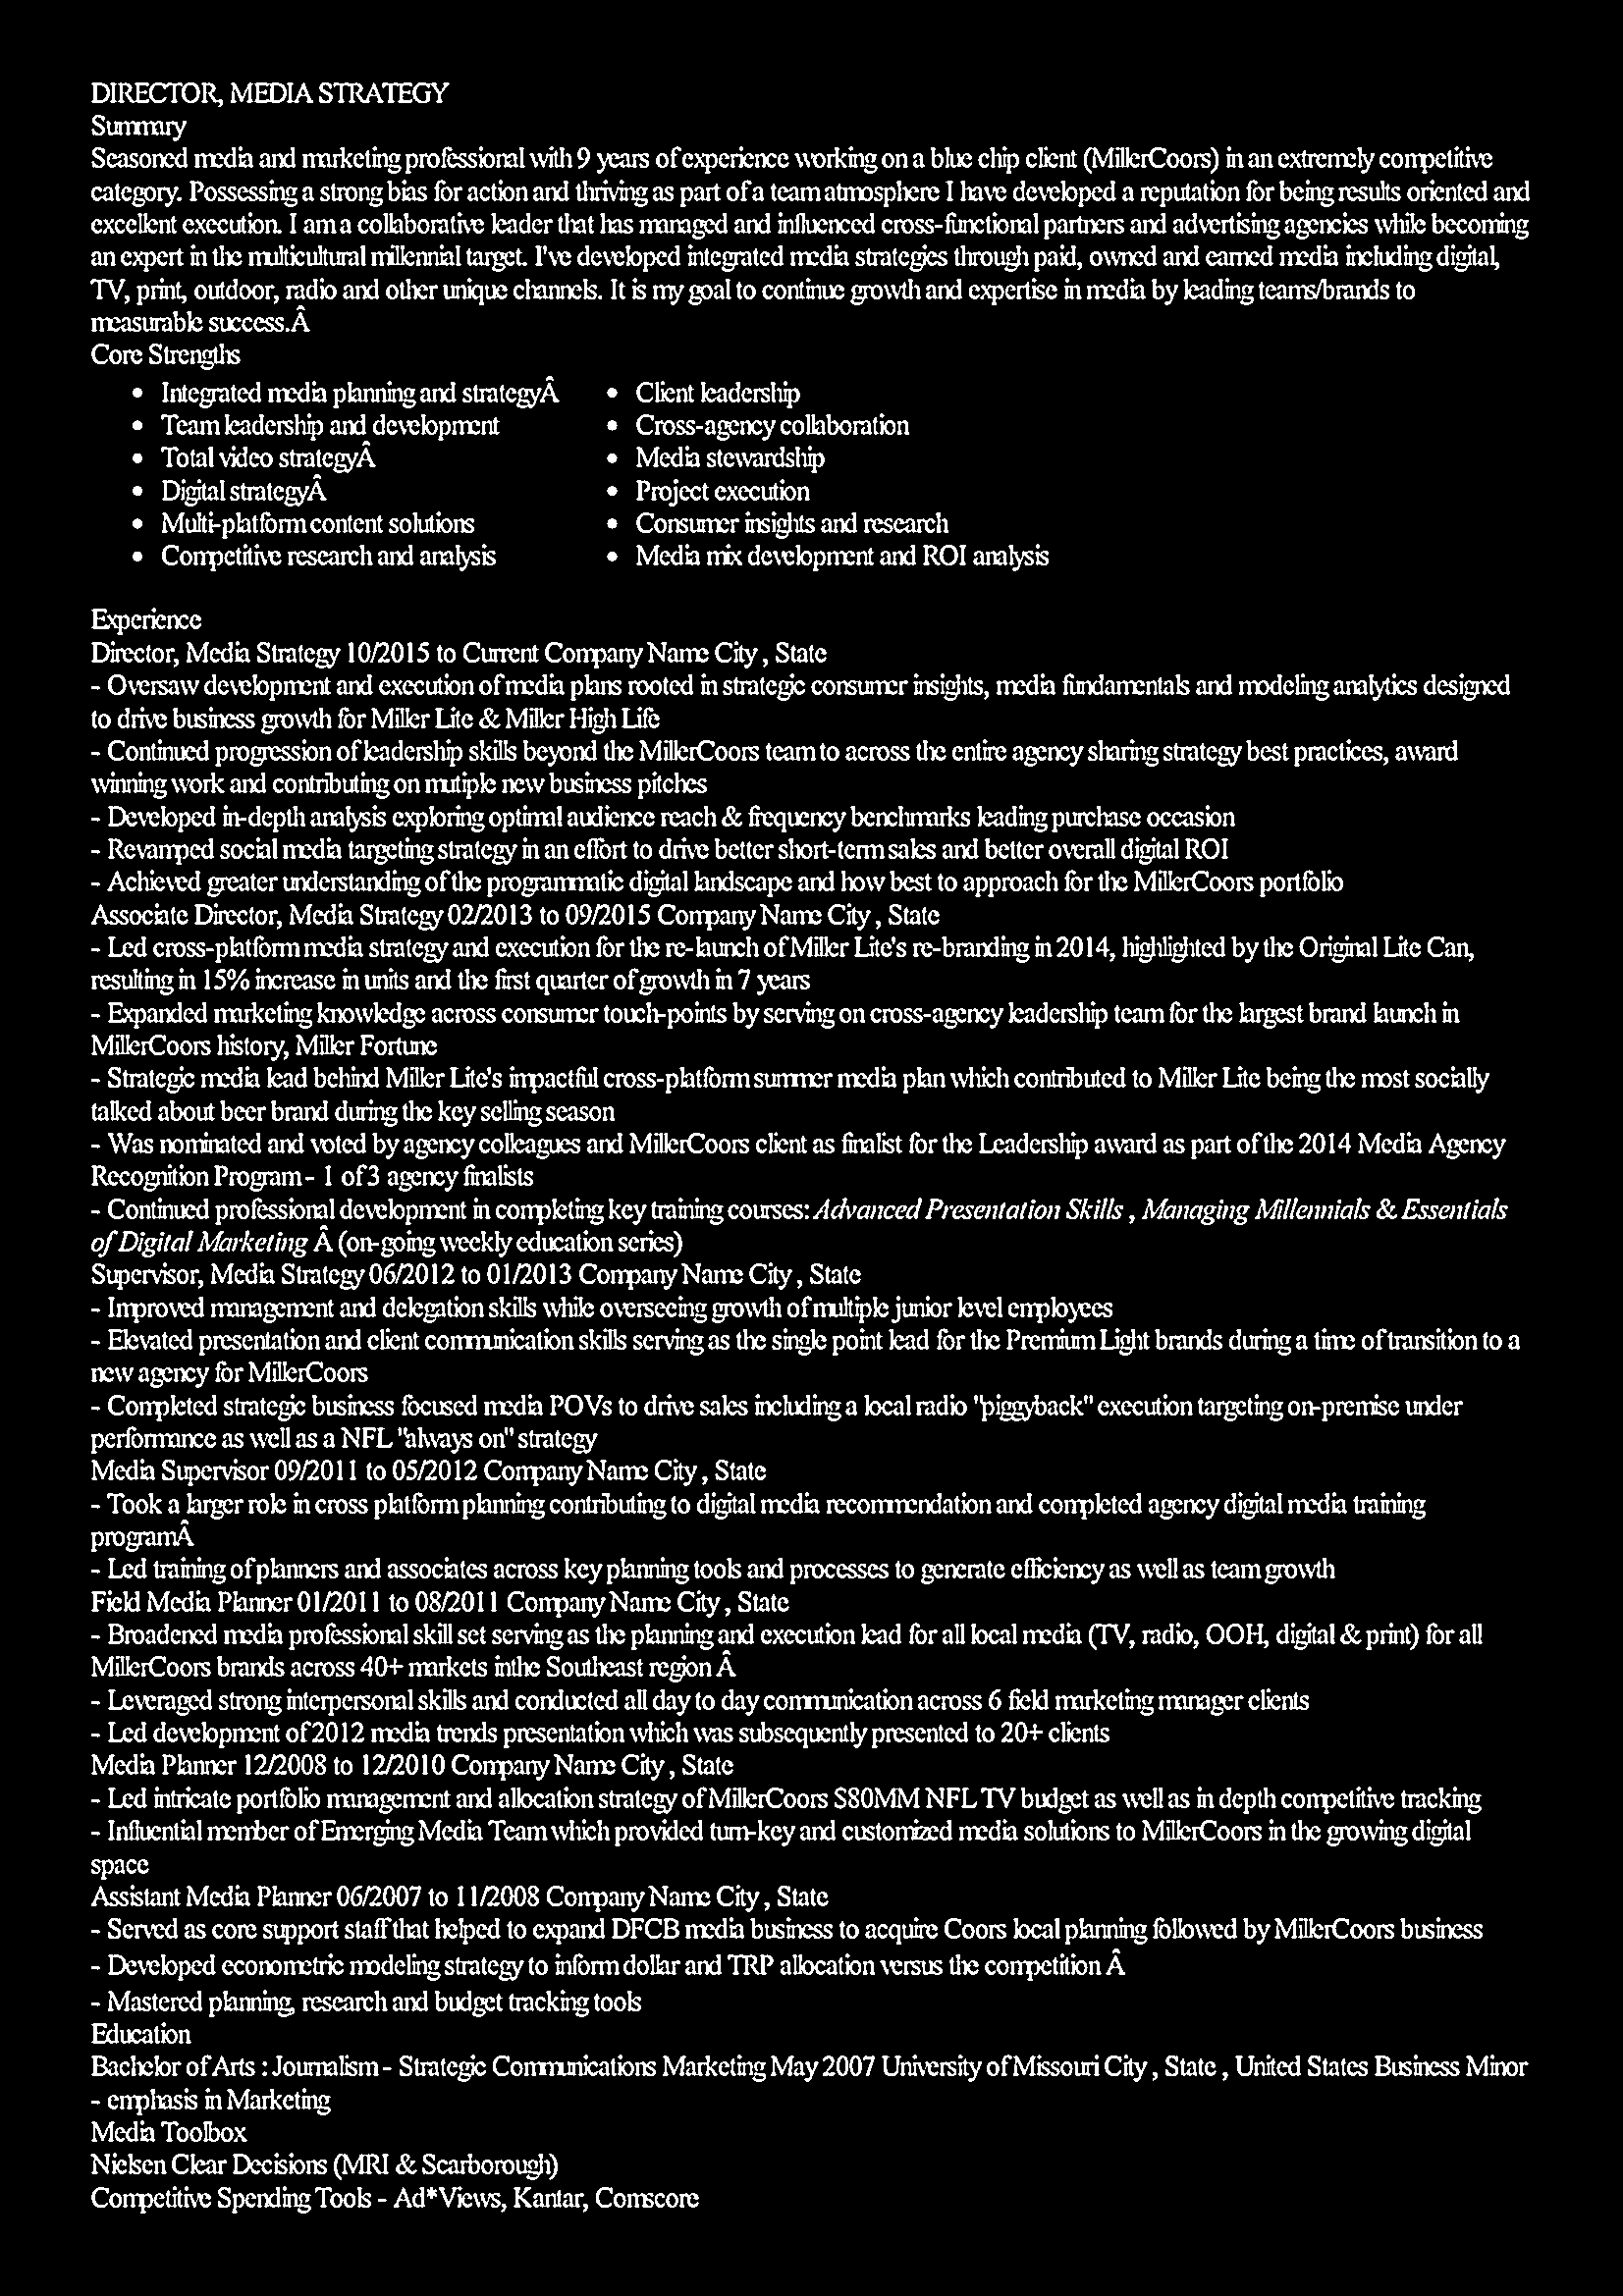 DIRECTOR, MEDIA STRATEGY
Summary
Seasoned media and marketing professional with 9 years of experience working on a blue chip client (MillerCoors) in an extremely competitive
category. Possessing a strong bias for action and thriving as part of a team atmosphere I have developed a reputation for being results oriented and
excellent execution. I am a collaborative leader that has managed and influenced cross-functional partners and advertising agencies while becoming
an expert in the multicultural millennial target. I've developed integrated media strategies through paid, owned and earned media including digital,
TV, print, outdoor, radio and other unique channels. It is my goal to continue growth and expertise in media by leading teams/brands to
measurable success.Â
Core Strengths
• Integrated media planning and strategyÂ
• Team leadership and development
• Total video strategyÂ
• Digital strategyÂ
• Multi-platform content solutions
• Competitive research and analysis
• Client leadership
• Cross-agency collaboration
• Media stewardship
• Project execution
• Consumer insights and research
• Media mix development and ROI analysis
Experience
Director, Media Strategy 10/2015 to Current Company Name City , State
- Oversaw development and execution of media plans rooted in strategic consumer insights, media fundamentals and modeling analytics designed
to drive business growth for Miller Lite & Miller High Life
- Continued progression of leadership skills beyond the MillerCoors team to across the entire agency sharing strategy best practices, award
winning work and contributing on mutiple new business pitches
- Developed in-depth analysis exploring optimal audience reach & frequency benchmarks leading purchase occasion
- Revamped social media targeting strategy in an effort to drive better short-term sales and better overall digital ROI
- Achieved greater understanding of the programmatic digital landscape and how best to approach for the MillerCoors portfolio
Associate Director, Media Strategy 02/2013 to 09/2015 Company Name City , State
- Led cross-platform media strategy and execution for the re-launch of Miller Lite's re-branding in 2014, highlighted by the Original Lite Can,
resulting in 15% increase in units and the first quarter of growth in 7 years
- Expanded marketing knowledge across consumer touch-points by serving on cross-agency leadership team for the largest brand launch in
MillerCoors history, Miller Fortune
- Strategic media lead behind Miller Lite's impactful cross-platform summer media plan which contributed to Miller Lite being the most socially
talked about beer brand during the key selling season
- Was nominated and voted by agency colleagues and MillerCoors client as finalist for the Leadership award as part of the 2014 Media Agency
Recognition Program - 1 of 3 agency finalists
- Continued professional development in completing key training courses: Advanced Presentation Skills , Managing Millennials & Essentials
of Digital Marketing Â (on-going weekly education series)
Supervisor, Media Strategy 06/2012 to 01/2013 Company Name City , State
- Improved management and delegation skills while overseeing growth of multiple junior level employees
- Elevated presentation and client communication skills serving as the single point lead for the Premium Light brands during a time of transition to a
new agency for MillerCoors
- Completed strategic business focused media POVs to drive sales including a local radio "piggyback" execution targeting on-premise under
performance as well as a NFL "always on" strategy
Media Supervisor 09/2011 to 05/2012 Company Name City , State
- Took a larger role in cross platform planning contributing to digital media recommendation and completed agency digital media training
programÂ
- Led training of planners and associates across key planning tools and processes to generate efficiency as well as team growth
Field Media Planner 01/2011 to 08/2011 Company Name City , State
- Broadened media professional skill set serving as the planning and execution lead for all local media (TV, radio, OOH, digital & print) for all
MillerCoors brands across 40+ markets inthe Southeast region Â
- Leveraged strong interpersonal skills and conducted all day to day communication across 6 field marketing manager clients
- Led development of 2012 media trends presentation which was subsequently presented to 20+ clients
Media Planner 12/2008 to 12/2010 Company Name City , State
- Led intricate portfolio management and allocation strategy of MillerCoors $80MM NFL TV budget as well as in depth competitive tracking
- Influential member of Emerging Media Team which provided turn-key and customized media solutions to MillerCoors in the growing digital
space
Assistant Media Planner 06/2007 to 11/2008 Company Name City , State
- Served as core support staff that helped to expand DFCB media business to acquire Coors local planning followed by MillerCoors business
- Developed econometric modeling strategy to inform dollar and TRP allocation versus the competition Â
- Mastered planning, research and budget tracking tools
Education
Bachelor of Arts : Journalism - Strategic Communications Marketing May 2007 University of Missouri City , State , United States Business Minor
- emphasis in Marketing
Media Toolbox
Nielsen Clear Decisions (MRI & Scarborough)
Competitive Spending Tools - Ad*Views, Kantar, Comscore